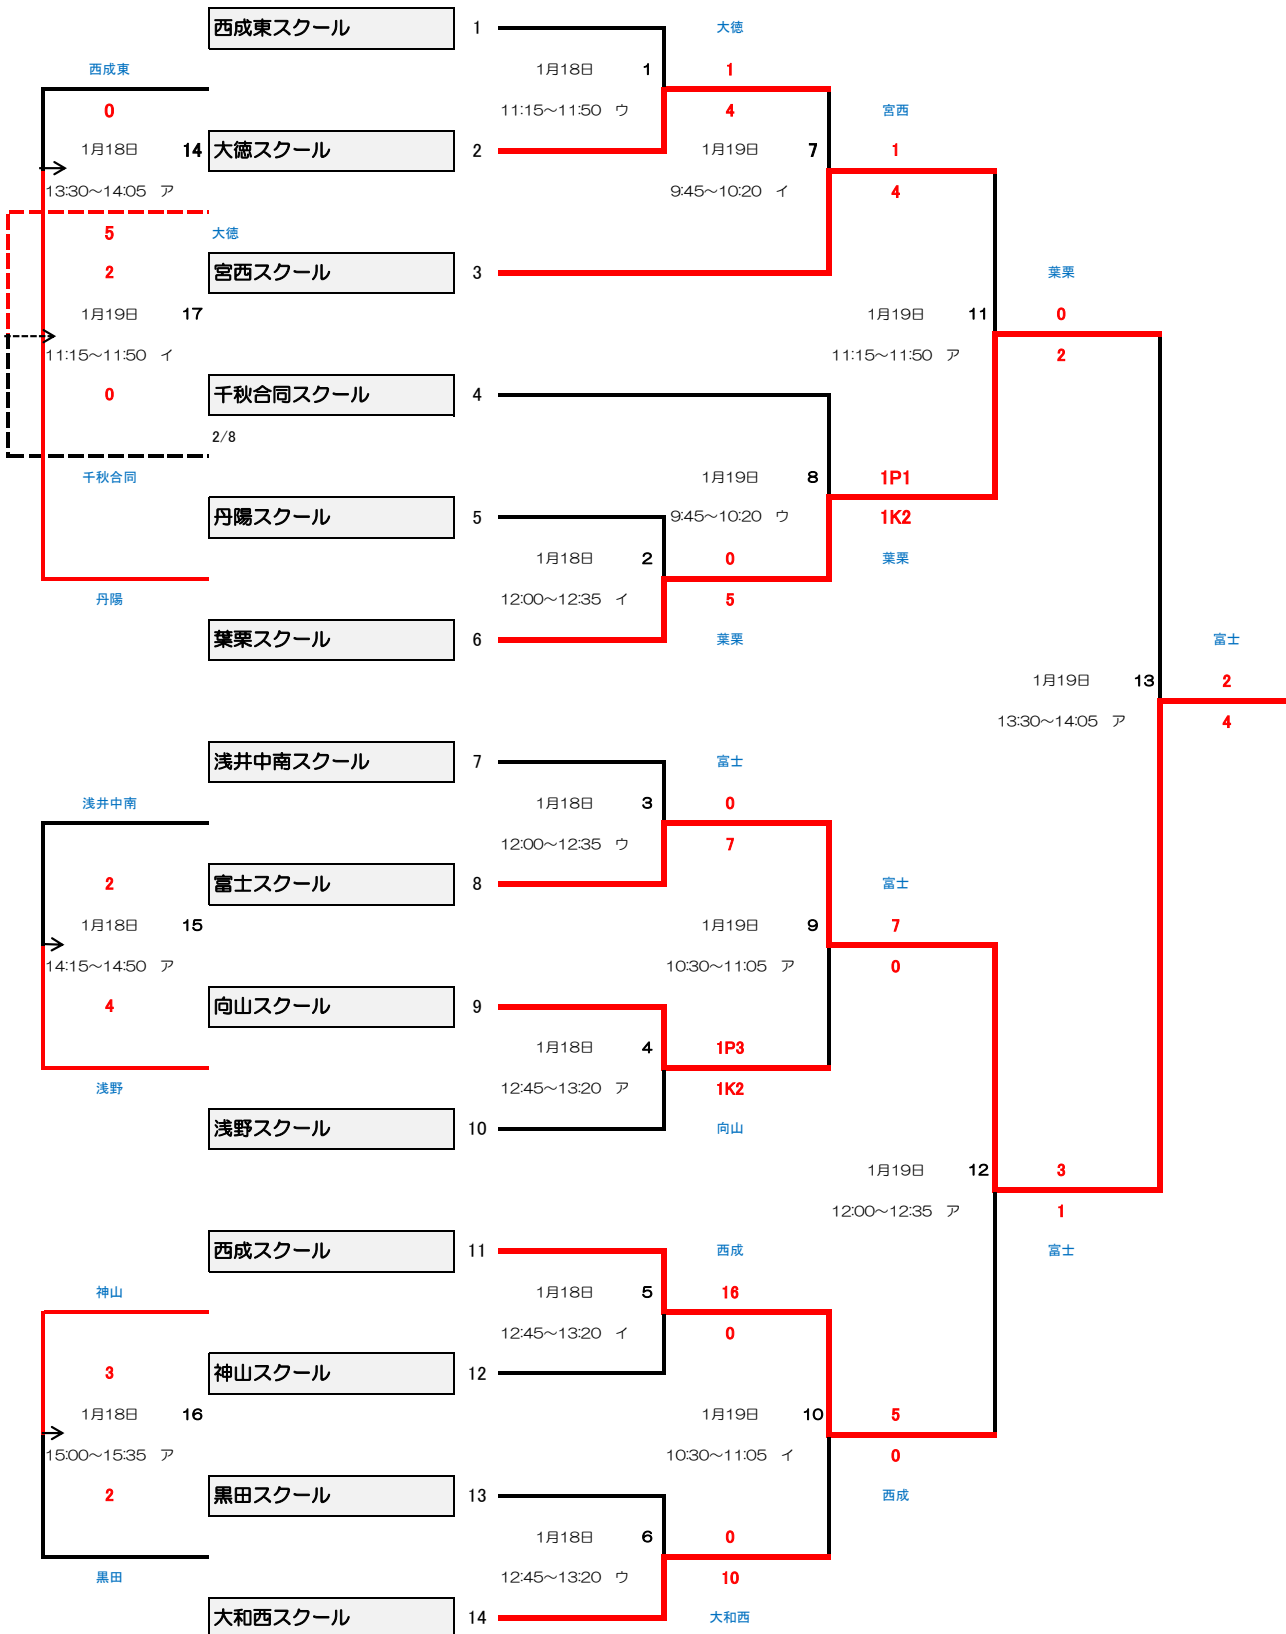 西成東スクール 1 大徳
西成東 1月18日 1 1
0 11:15～11:50 ウ 4 宮西
1月18日 14 大徳スクール 2 1月19日 7 1
13:30～14:05 ア 9:45～10:20 イ 4
5 大徳
2 宮西スクール 3 葉栗
1月19日 17 1月19日 11 0
11:15～11:50 イ 11:15～11:50 ア 2
0 千秋合同スクール 4
2/8
千秋合同 1月19日 8 1P1
丹陽スクール 5 9:45～10:20 ウ 1K2
1月18日 2 0 葉栗
丹陽 12:00～12:35 イ 5
葉栗スクール 6 葉栗 富士
1月19日 13 2
13:30～14:05 ア 4
浅井中南スクール 7 富士
浅井中南 1月18日 3 0
12:00～12:35 ウ 7
2 富士スクール 8 富士
1月18日 15 1月19日 9 7
14:15～14:50 ア 10:30～11:05 ア 0
4 向山スクール 9
1月18日 4 1P3
浅野 12:45～13:20 ア 1K2
浅野スクール 10 向山
1月19日 12 3
12:00～12:35 ア 1
西成スクール 11 西成 富士
神山 1月18日 5 16
12:45～13:20 イ 0
3 神山スクール 12
1月18日 16 1月19日 10 5
15:00～15:35 ア 10:30～11:05 イ 0
2 黒田スクール 13 西成
1月18日 6 0
黒田 12:45～13:20 ウ 10
大和西スクール 14 大和西